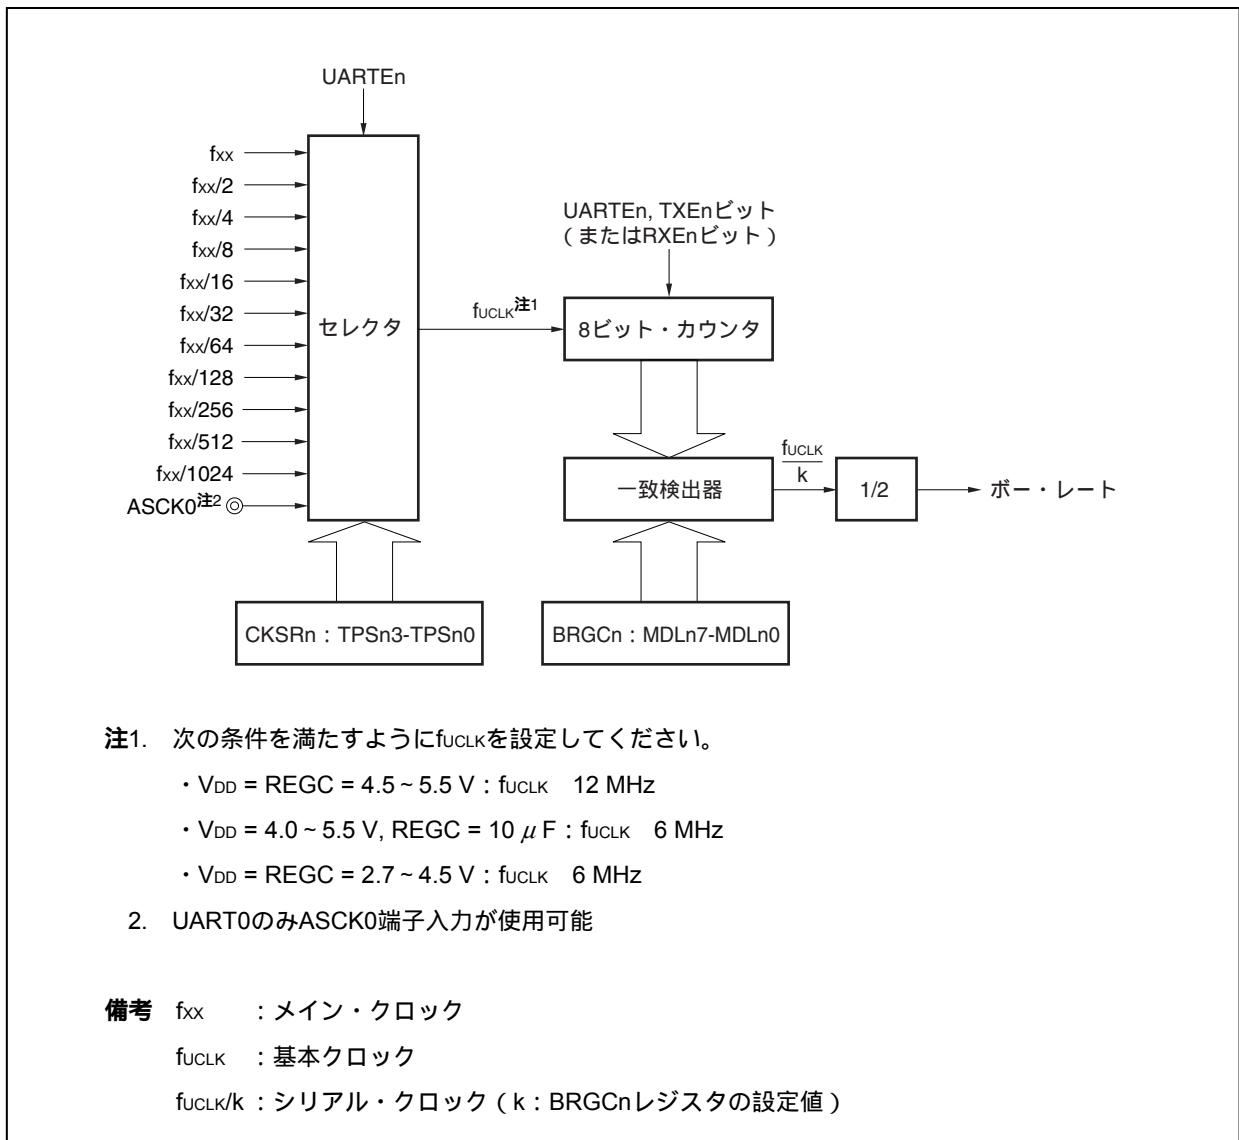 UARTEn
fxx
fxx/2
fxx/4
fxx/8
fxx/16
fxx/32
fxx/64
fxx/128
fxx/256
fxx/512
fxx/1024
ASCK0注2
セレクタ
fUCLK注1
UARTEn, TXEnビット
（またはRXEnビット）
8ビット・カウンタ
一致検出器
fUCLK
k
1/2
ボー・レート
CKSRn：TPSn3-TPSn0
BRGCn：MDLn7-MDLn0
注1. 次の条件を満たすようにfUCLKを設定してください。
・VDD = REGC = 4.5～5.5 V：fUCLK 12 MHz
・VDD = 4.0～5.5 V, REGC = 10 μF：fUCLK 6 MHz
・VDD = REGC = 2.7～4.5 V：fUCLK 6 MHz
2. UART0のみASCK0端子入力が使用可能
備考 fxx ：メイン・クロック
fUCLK ：基本クロック
fUCLK/k ：シリアル・クロック（k：BRGCnレジスタの設定値）